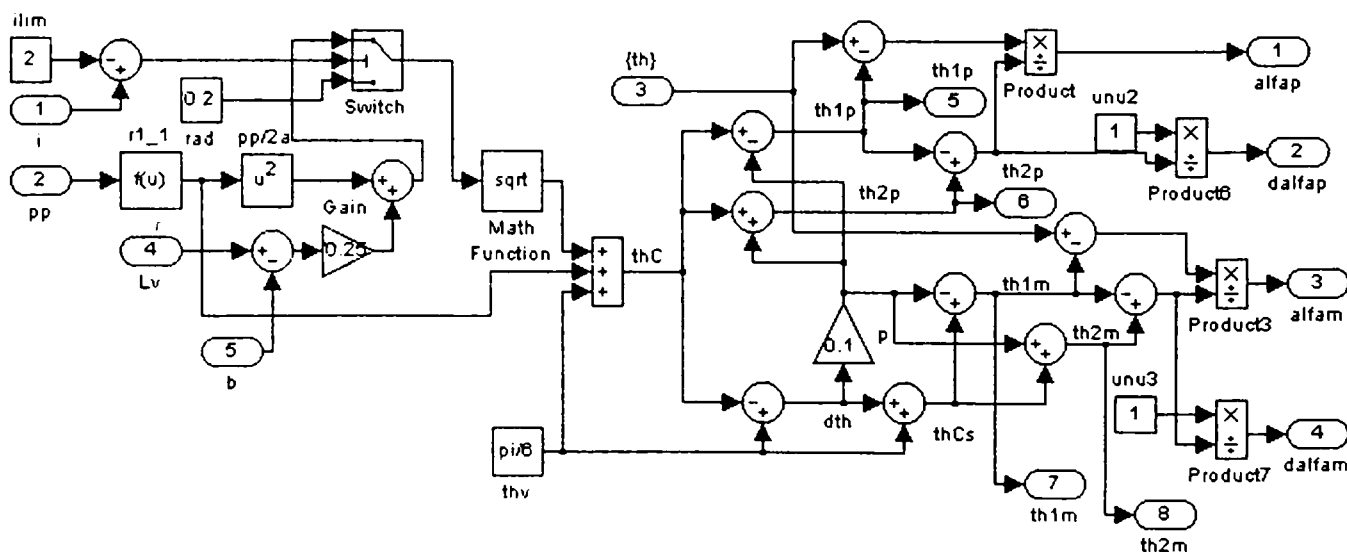 ilim
2
- +
1
i
0.2
rad
Switch
r1_1
2
pp
f(u)
pp/2a
u²
Gain
+ +
4
Lv
+ -
0.25
5
b
sqrt
Math
Function
+
+
+
thC
pi/6
thv
{th}
3
+ -
th1p
5
th1p
×
÷
Product
1
alfap
+ -
- +
th2p
unu2
1
×
÷
Product6
2
dalfap
+ +
th2p
6
+ -
- +
th1m
- +
×
÷
Product3
3
alfam
0.1
p
+ +
th2m
- +
dth
+ +
thCs
unu3
1
×
÷
Product7
4
dalfam
7
th1m
8
th2m